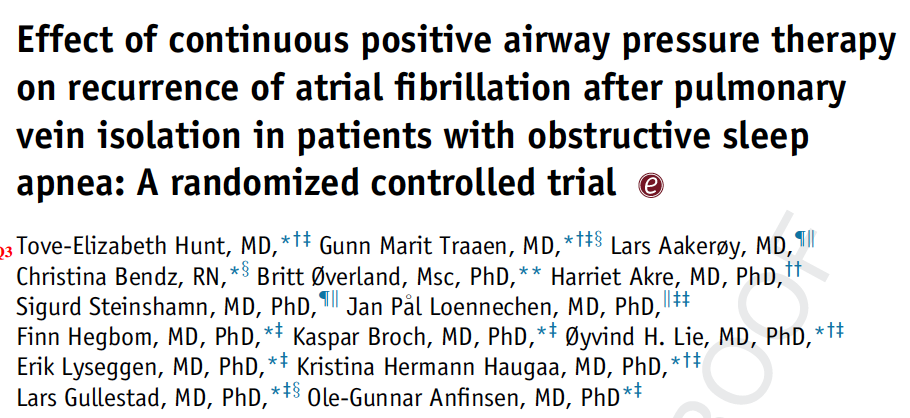 Effect of continuous positive airway pressure therapy
on recurrence of atrial fibrillation after pulmonary
vein isolation in patients with obstructive sleep
apnea: A randomized controlled trial e
Q3 Tove-Elizabeth Hunt, MD,*†‡ Gunn Marit Traaen, MD,*†‡§ Lars Aakerøy, MD,¶‖
Christina Bendz, RN,*§ Britt Øverland, Msc, PhD,** Harriet Akre, MD, PhD,††
Sigurd Steinshamn, MD, PhD,¶‖ Jan Pål Loennechen, MD, PhD,‖‡‡
Finn Hegbom, MD, PhD,*‡ Kaspar Broch, MD, PhD,*‡ Øyvind H. Lie, MD, PhD,*†‡
Erik Lyseggen, MD, PhD,*‡ Kristina Hermann Haugaa, MD, PhD,*†‡
Lars Gullestad, MD, PhD,*‡§ Ole-Gunnar Anfinsen, MD, PhD*‡
ROOF